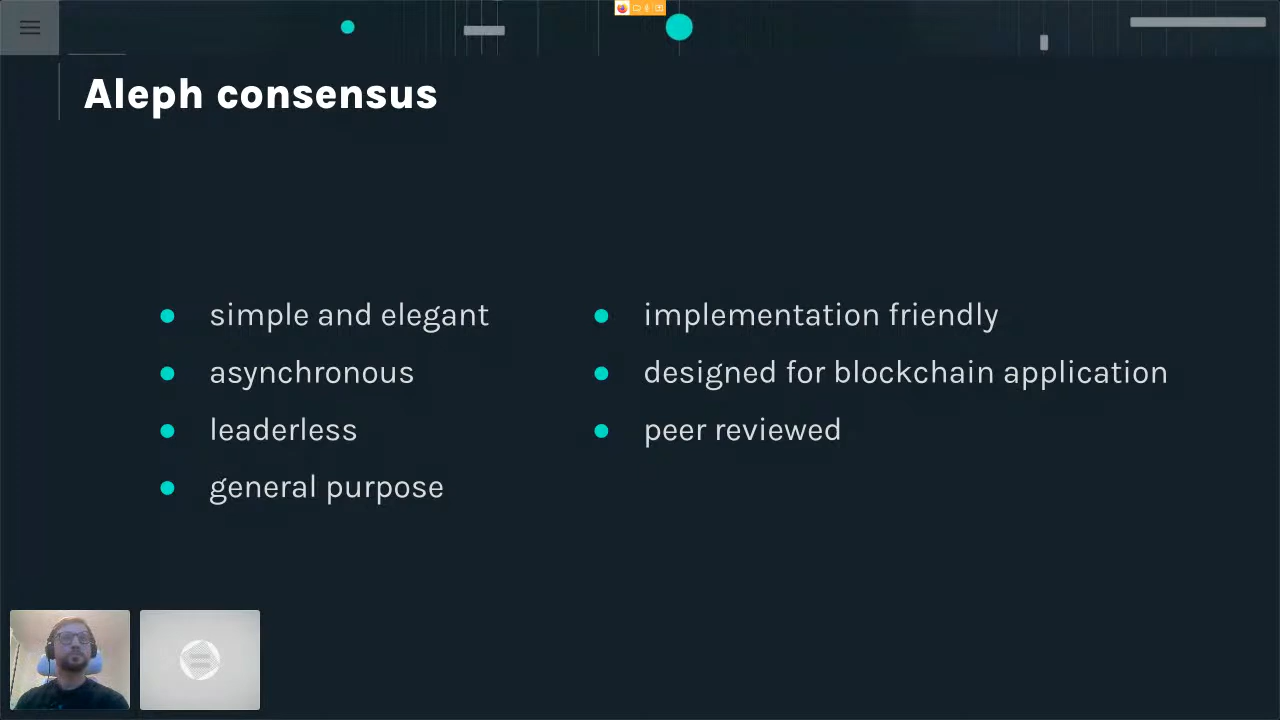 Aleph consensus
simple and elegant
asynchronous
leaderless
general purpose
implementation friendly
designed for blockchain application
peer reviewed